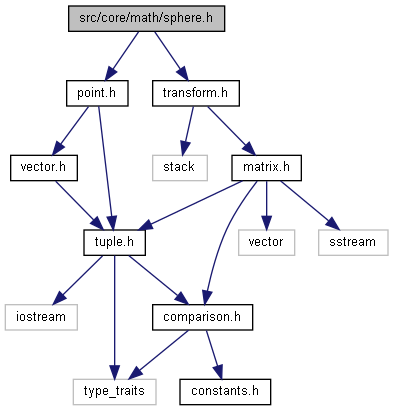 src/core/math/sphere.h
point.h
transform.h
vector.h
stack
matrix.h
tuple.h
vector
sstream
iostream
comparison.h
type_traits
constants.h